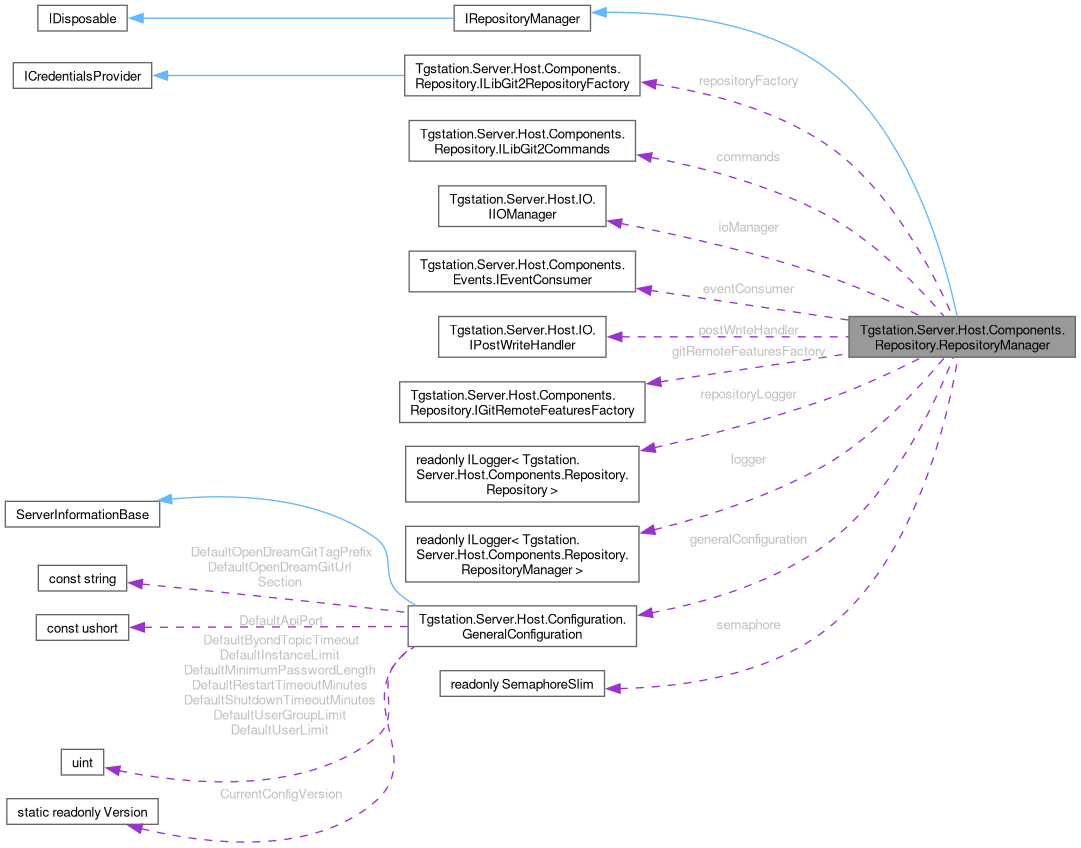 IDisposable
IRepositoryManager
ICredentialsProvider
Tgstation.Server.Host.Components.
Repository.ILibGit2RepositoryFactory
repositoryFactory
Tgstation.Server.Host.Components.
Repository.ILibGit2Commands
commands
Tgstation.Server.Host.IO.
IIOManager
ioManager
Tgstation.Server.Host.Components.
Events.IEventConsumer
eventConsumer
Tgstation.Server.Host.IO.
IPostWriteHandler
postWriteHandler
Tgstation.Server.Host.Components.
Repository.RepositoryManager
gitRemoteFeaturesFactory
Tgstation.Server.Host.Components.
Repository.IGitRemoteFeaturesFactory
repositoryLogger
readonly ILogger< Tgstation.
Server.Host.Components.Repository.
Repository >
logger
readonly ILogger< Tgstation.
Server.Host.Components.Repository.
RepositoryManager >
generalConfiguration
ServerInformationBase
DefaultOpenDreamGitTagPrefix
DefaultOpenDreamGitUrl
Section
const string
Tgstation.Server.Host.Configuration.
GeneralConfiguration
const ushort
DefaultApiPort
DefaultByondTopicTimeout
DefaultInstanceLimit
DefaultMinimumPasswordLength
DefaultRestartTimeoutMinutes
DefaultShutdownTimeoutMinutes
DefaultUserGroupLimit
DefaultUserLimit
semaphore
readonly SemaphoreSlim
uint
CurrentConfigVersion
static readonly Version